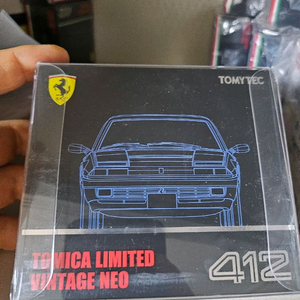 TOMYTEC
TOMICA LIMITED
VINTAGE NEO
412